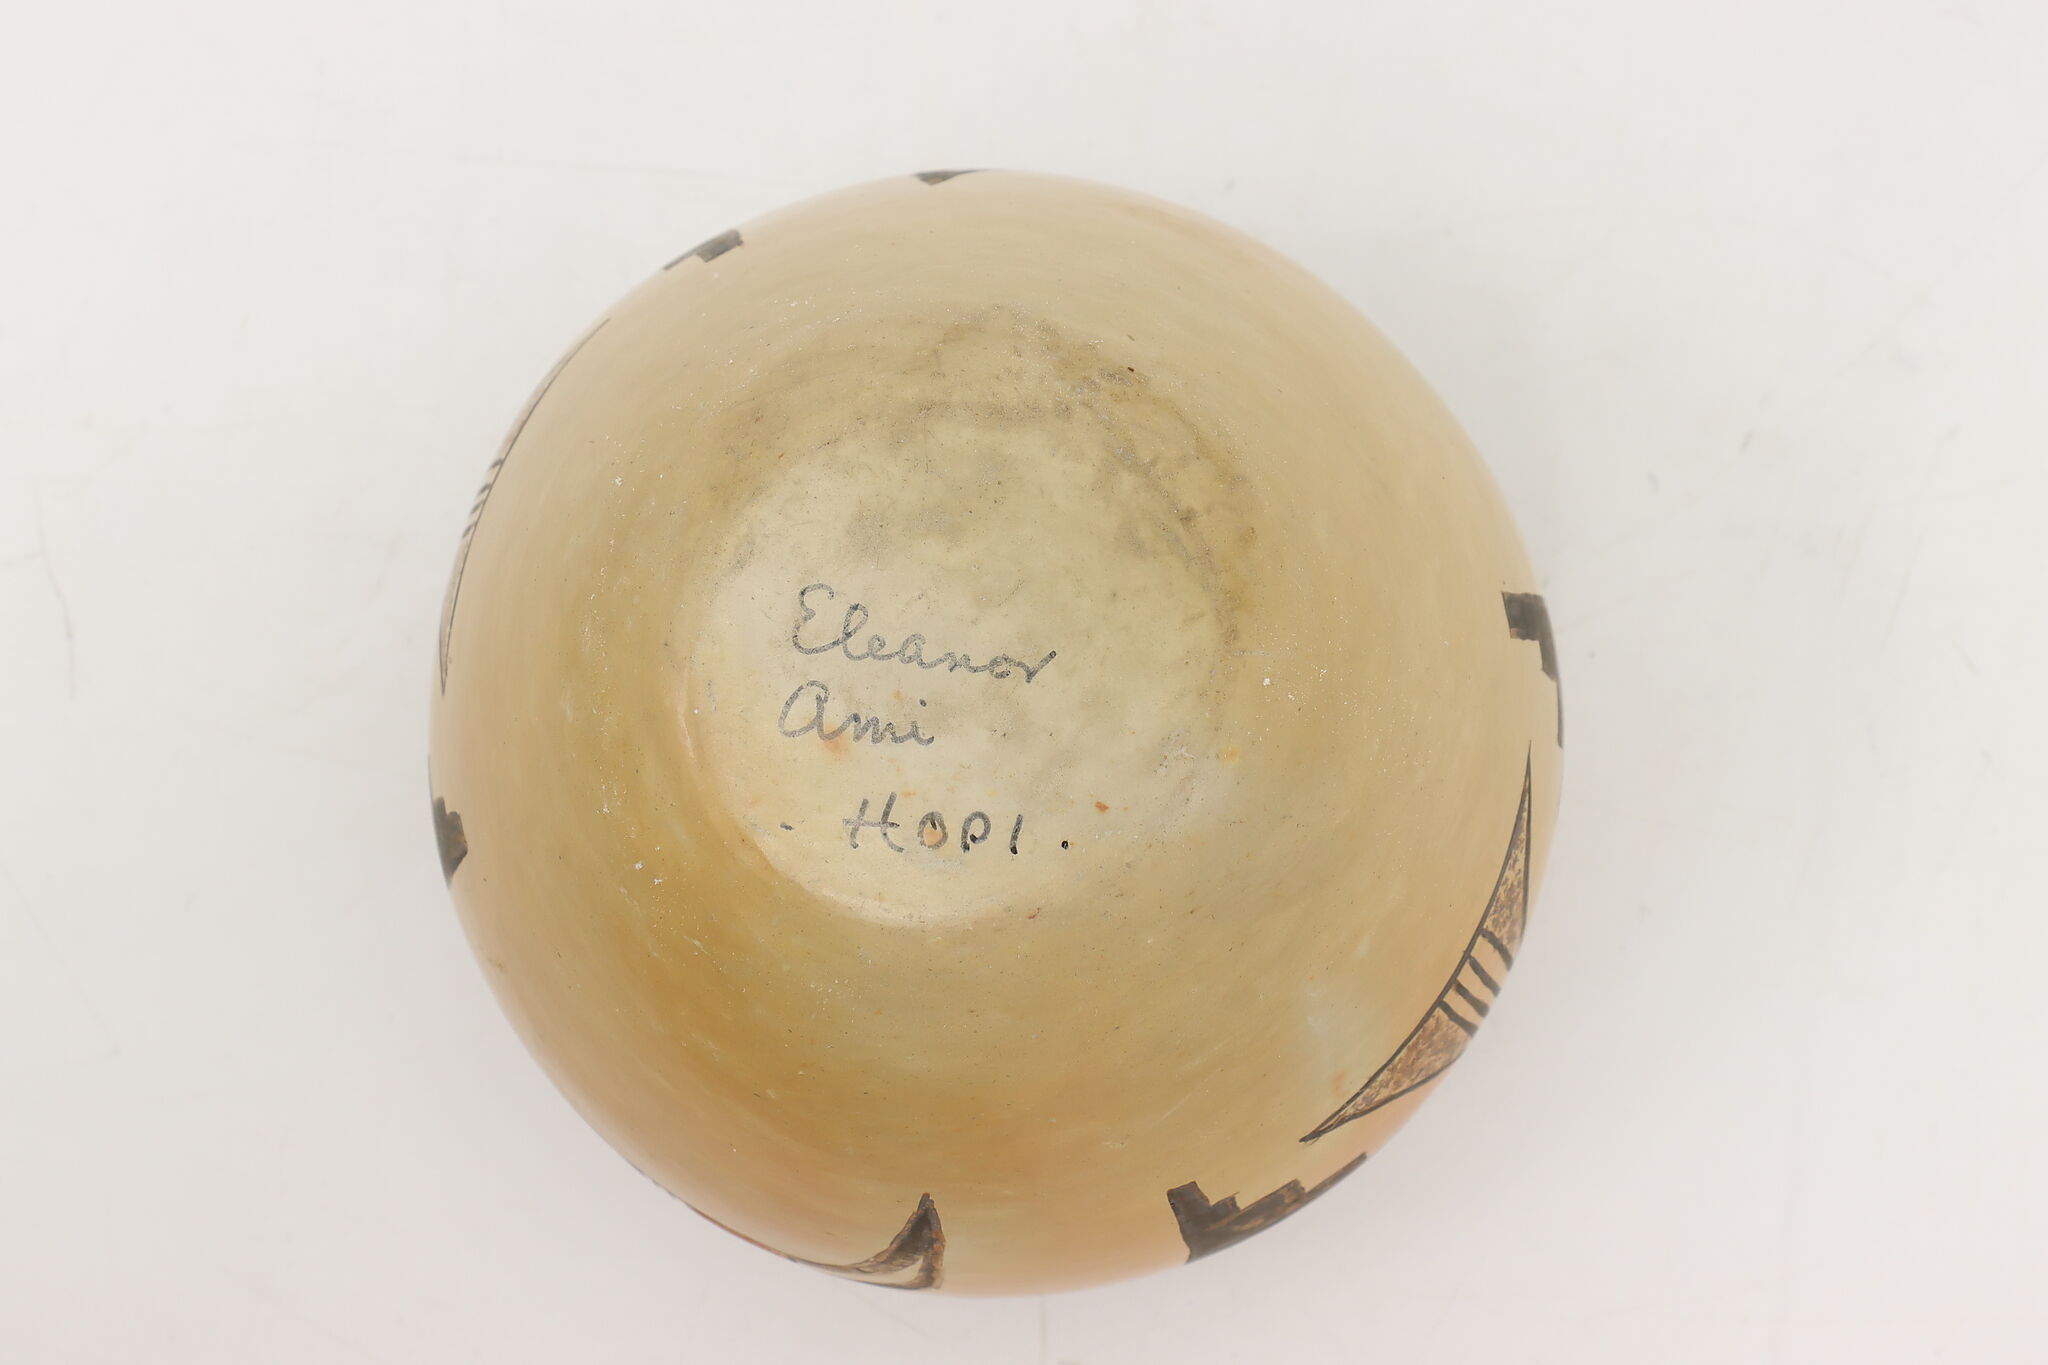 Eleanor
Ami
- HOPI .